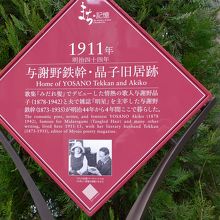 まち記憶
1911年
明治四十四年
与謝野鉄幹・晶子旧居跡
Home of YOSANO Tekkan and Akiko
歌集「みだれ髪」でデビューした情熱の歌人与謝野晶子
(1878-1942)と夫で雑誌「明星」を主宰した与謝野鉄幹
(1873-1935)が明治44年から4年間ここで暮らした。
The romantic poet, writer, and feminist YOSANO Akiko
(1878-1942), famous for Midaregami (Tangled Hair) and many other
writing, lived here 1911-15, with her literary husband Tekkan
(1873-1935), editor of Myojo poetry magazine.